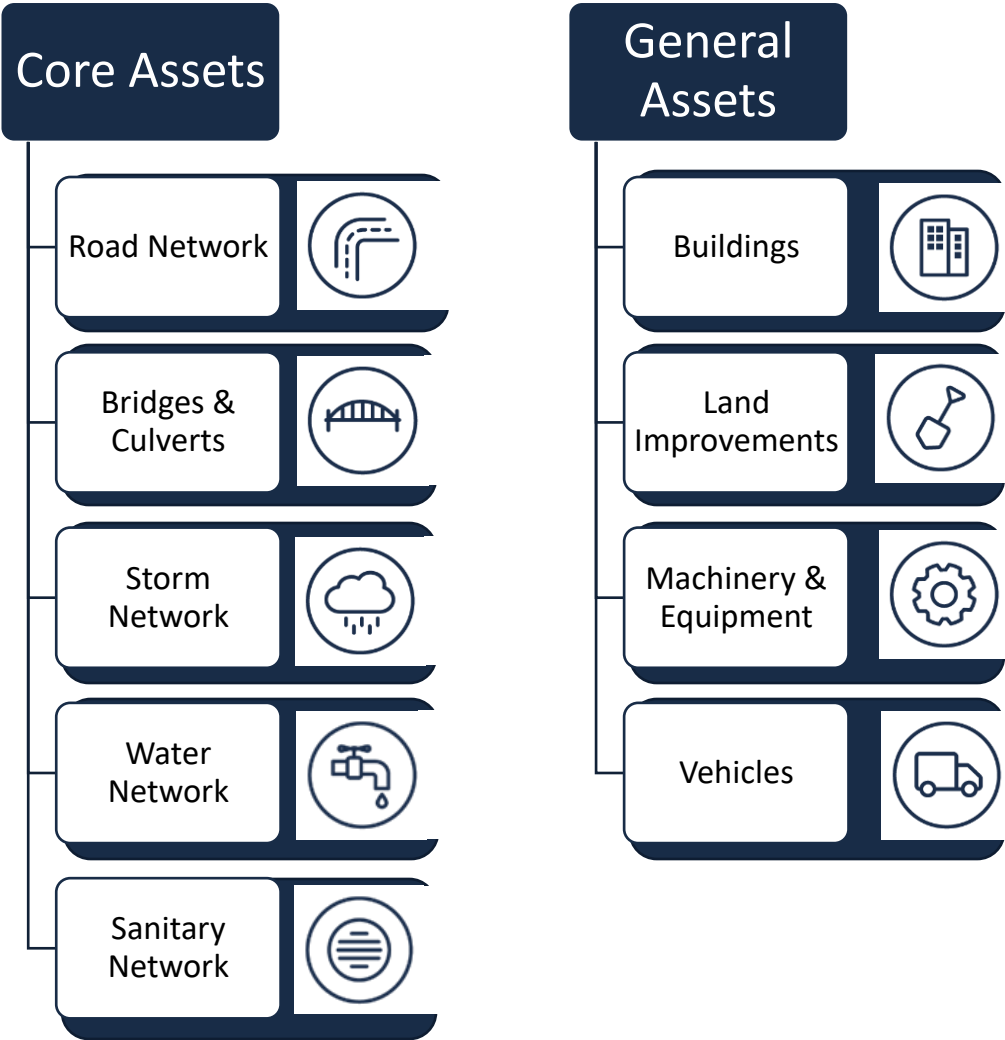 Core Assets
Road Network
Bridges &
Culverts
Storm
Network
Water
Network
Sanitary
Network
General
Assets
Buildings
Land
Improvements
Machinery &
Equipment
Vehicles